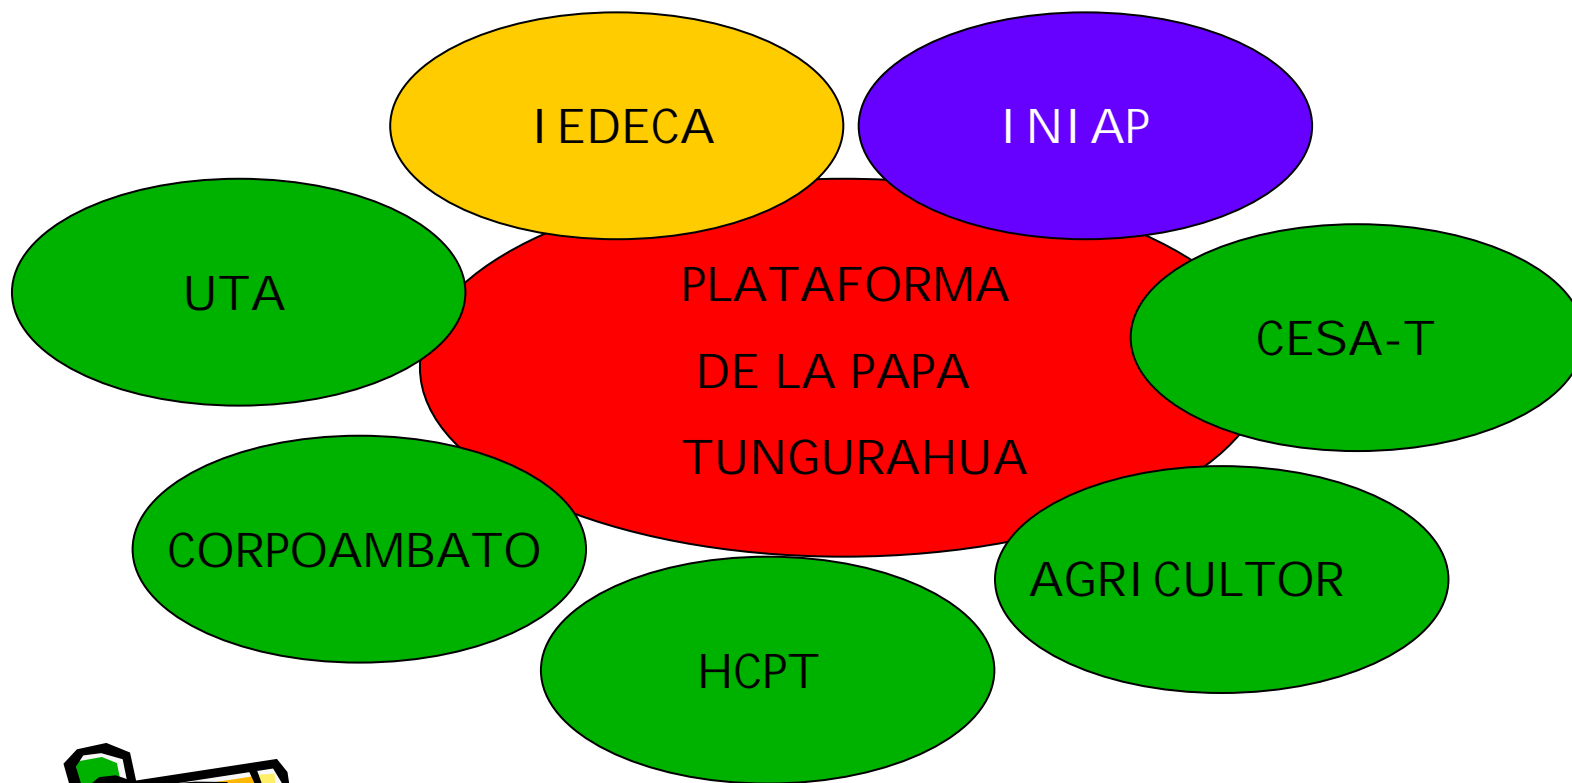 IEDECA
INIAP
UTA
PLATAFORMA
DE LA PAPA
TUNGURAHUA
CESA-T
CORPOAMBATO
AGRICULTOR
HCPT